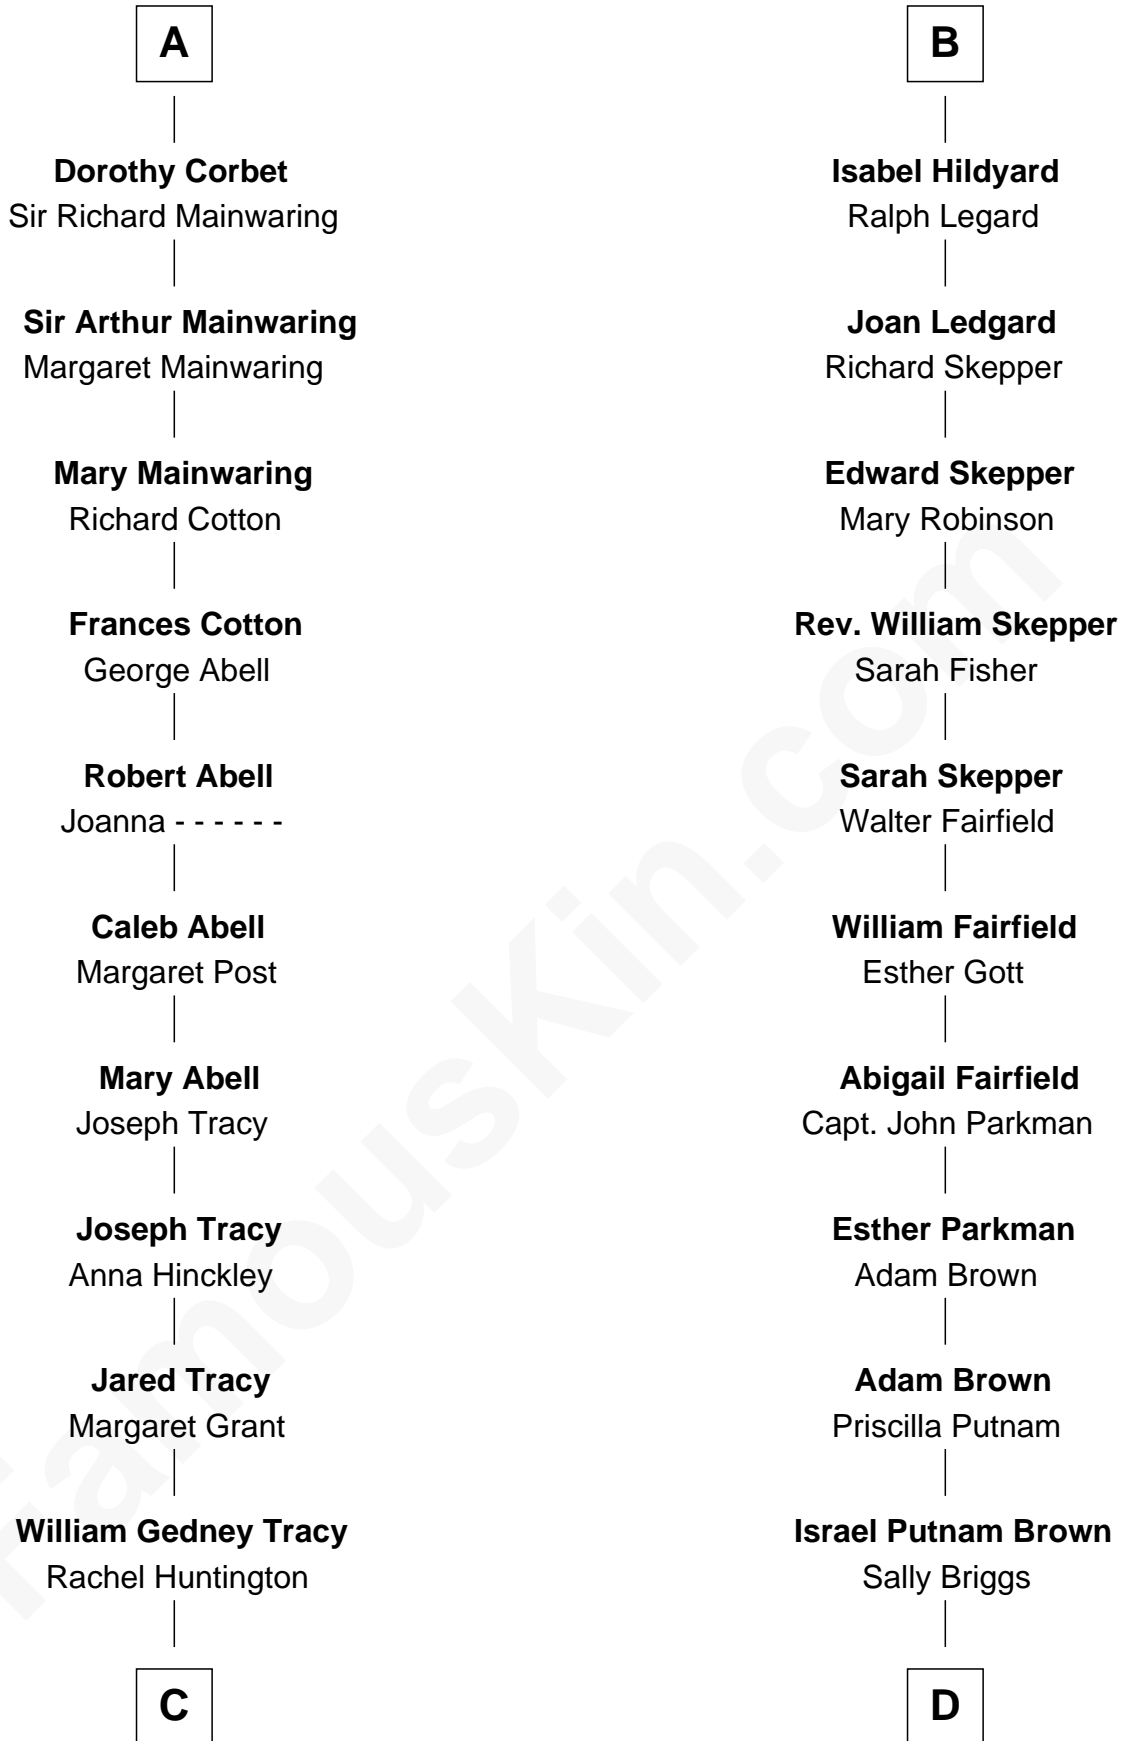 A
Dorothy Corbet
Sir Richard Mainwaring
Sir Arthur Mainwaring
Margaret Mainwaring
Mary Mainwaring
Richard Cotton
Frances Cotton
George Abell
Robert Abell
Joanna - - - - - -
Caleb Abell
Margaret Post
Mary Abell
Joseph Tracy
Joseph Tracy
Anna Hinckley
Jared Tracy
Margaret Grant
William Gedney Tracy
Rachel Huntington
C
B
Isabel Hildyard
Ralph Legard
Joan Ledgard
Richard Skepper
Edward Skepper
Mary Robinson
Rev. William Skepper
Sarah Fisher
Sarah Skepper
Walter Fairfield
William Fairfield
Esther Gott
Abigail Fairfield
Capt. John Parkman
Esther Parkman
Adam Brown
Adam Brown
Priscilla Putnam
Israel Putnam Brown
Sally Briggs
D
FamousKin.com